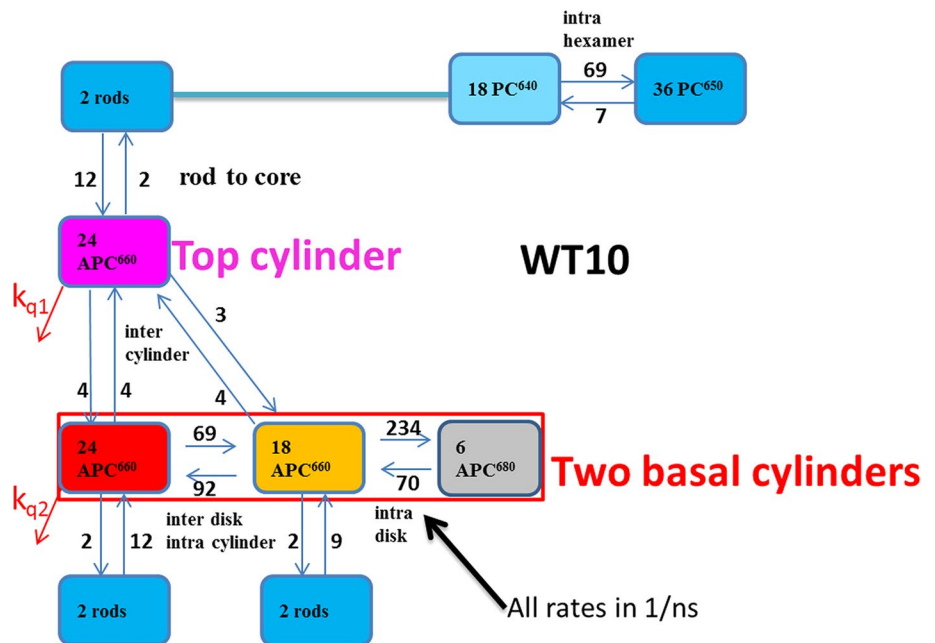 intra
hexamer
2 rods
18 PC⁶⁴⁰
69
7
36 PC⁶⁵⁰
12
2
rod to core
24
APC⁶⁶⁰
Top cylinder
WT10
kq1
3
inter
cylinder
4
4
4
24
APC⁶⁶⁰
69
92
18
APC⁶⁶⁰
234
70
6
APC⁶⁸⁰
Two basal cylinders
kq2
2
12
inter disk
intra cylinder
2
9
intra
disk
2 rods
2 rods
All rates in 1/ns